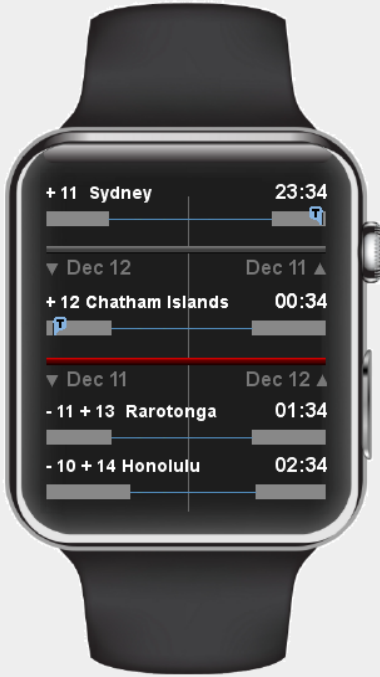 + 11 Sydney 23:34
T
▼ Dec 12 Dec 11 ▲
+ 12 Chatham Islands 00:34
T
▼ Dec 11 Dec 12 ▲
- 11 + 13 Rarotonga 01:34
- 10 + 14 Honolulu 02:34